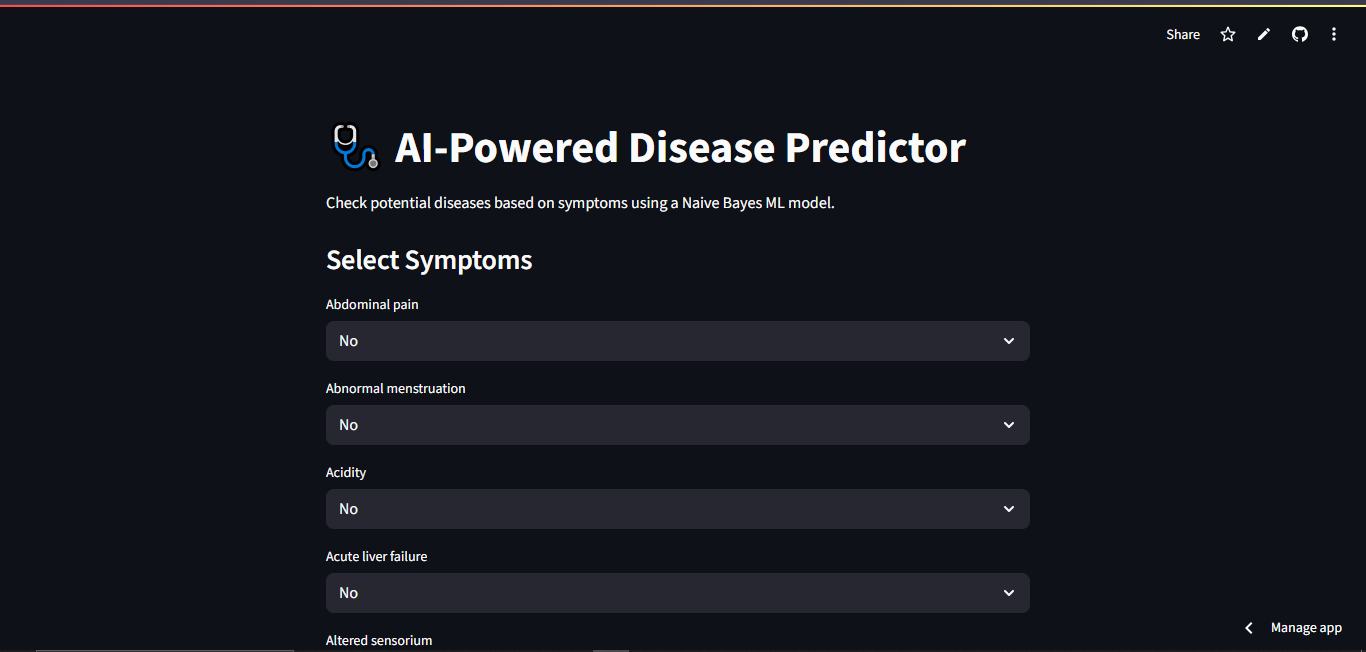 Share
AI-Powered Disease Predictor
Check potential diseases based on symptoms using a Naive Bayes ML model.
Select Symptoms
Abdominal pain
No
Abnormal menstruation
No
Acidity
No
Acute liver failure
No
Altered sensorium
Manage app